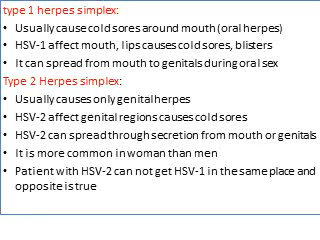 type 1 herpes simplex:
• Usually cause cold sores around mouth (oral herpes)
• HSV-1 affect mouth, lips causes cold sores, blisters
• It can spread from mouth to genitals during oral sex
Type 2 Herpes simplex:
• Usually causes only genital herpes
• HSV-2 affect genital regions causes cold sores
• HSV-2 can spread through secretion from mouth or genitals
• It is more common in woman than men
• Patient with HSV-2 can not get HSV-1 in the same place and
opposite is true